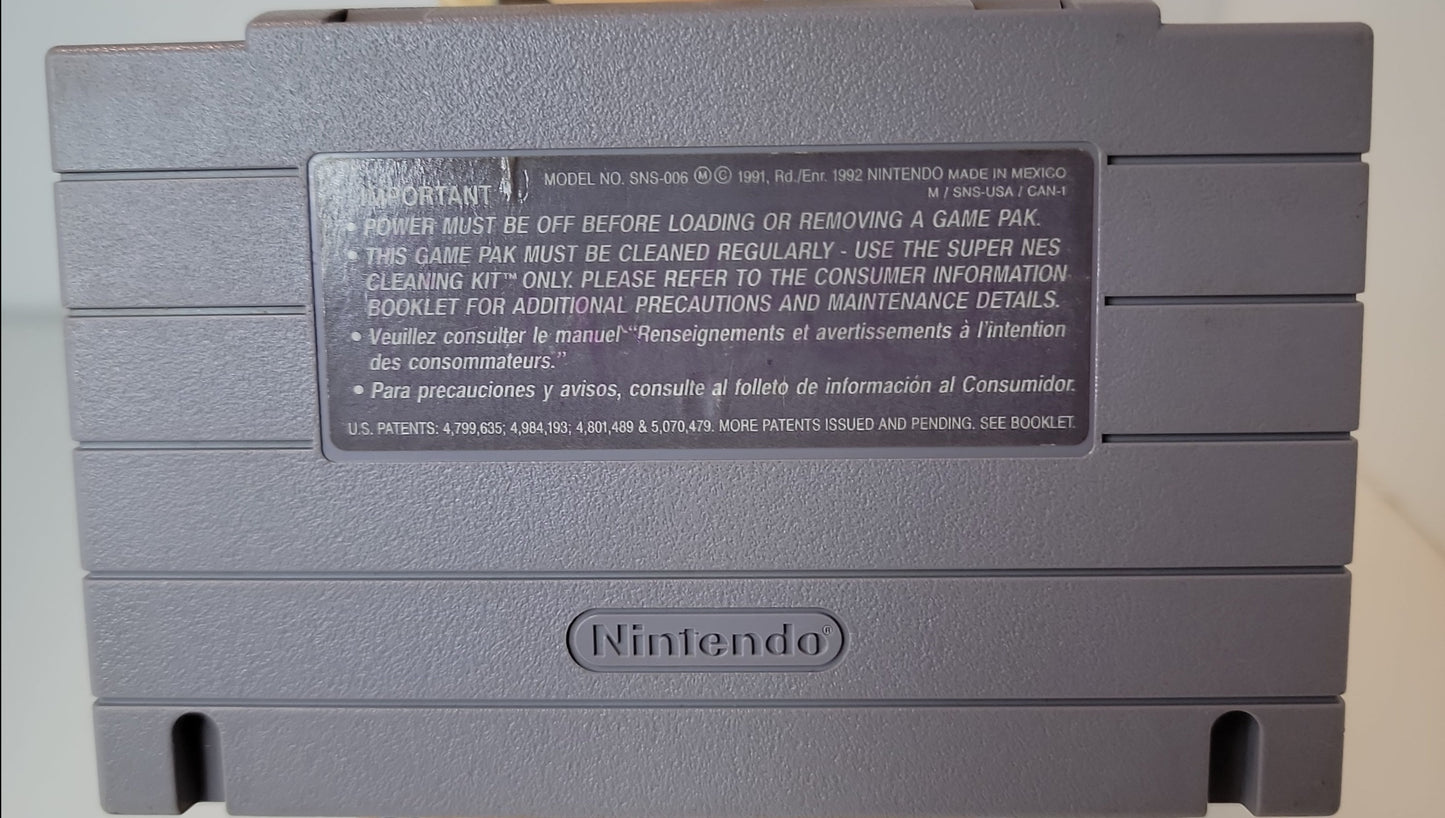 MODEL NO. SNS-006 Ⓜ © 1991, Rd./Enr. 1992 NINTENDO MADE IN MEXICO
M / SNS-USA / CAN-1
IMPORTANT
• POWER MUST BE OFF BEFORE LOADING OR REMOVING A GAME PAK.
• THIS GAME PAK MUST BE CLEANED REGULARLY - USE THE SUPER NES
CLEANING KIT™ ONLY. PLEASE REFER TO THE CONSUMER INFORMATION
BOOKLET FOR ADDITIONAL PRECAUTIONS AND MAINTENANCE DETAILS.
• Veuillez consulter le manuel “Renseignements et avertissements à l'intention
des consommateurs.”
• Para precauciones y avisos, consulte al folleto de información al Consumidor.
U.S. PATENTS: 4,799,635; 4,984,193; 4,801,489 & 5,070,479. MORE PATENTS ISSUED AND PENDING. SEE BOOKLET.
Nintendo®